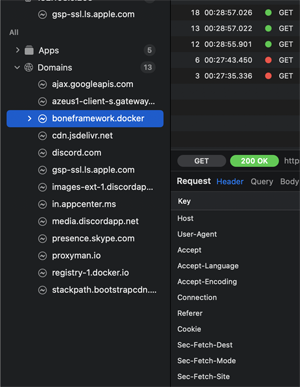 gsp-ssl.ls.apple.com
All
Apps 5
Domains 13
ajax.googleapis.com
azeus1-client-s.gateway...
boneframework.docker
cdn.jsdelivr.net
discord.com
gsp-ssl.ls.apple.com
images-ext-1.discordap...
in.appcenter.ms
media.discordapp.net
presence.skype.com
proxyman.io
registry-1.docker.io
stackpath.bootstrapcdn....
18 00:28:57.026 GET
13 00:28:57.022 GET
12 00:28:55.901 GET
6 00:27:43.450 GET
3 00:27:35.336 GET
GET 200 OK http
Request Header Query Body
Key
Host
User-Agent
Accept
Accept-Language
Accept-Encoding
Connection
Referer
Cookie
Sec-Fetch-Dest
Sec-Fetch-Mode
Sec-Fetch-Site